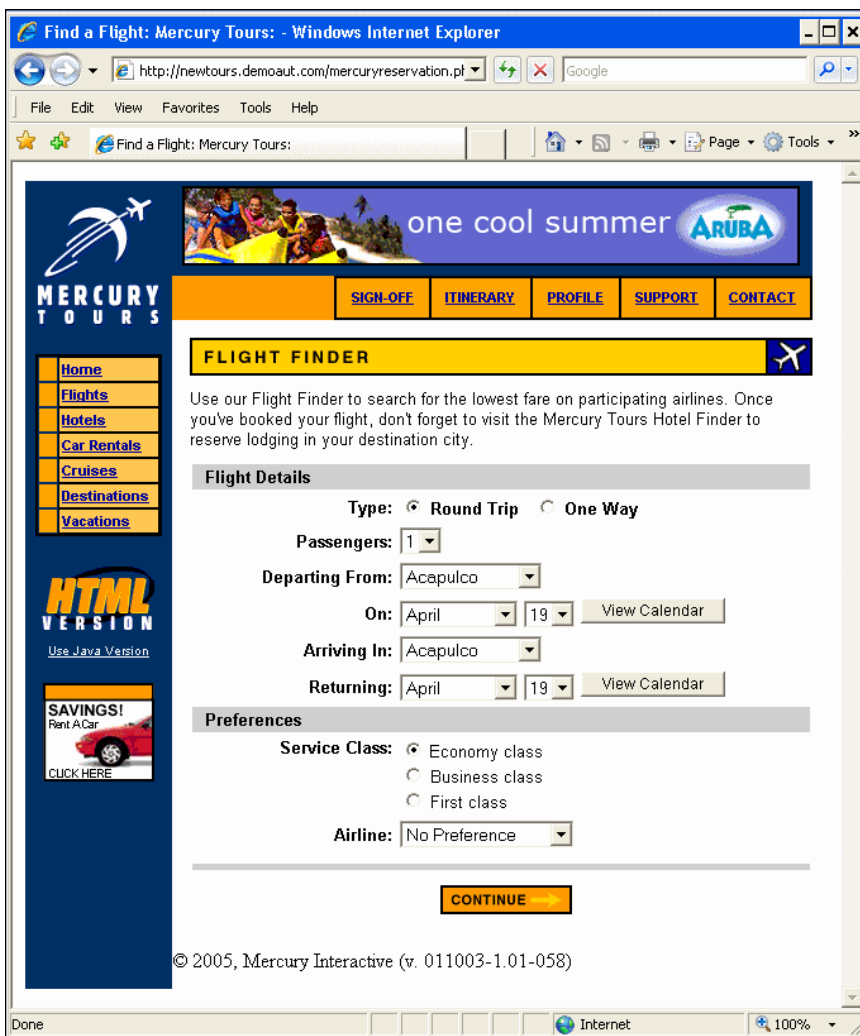 Find a Flight: Mercury Tours: - Windows Internet Explorer
http://newtours.demoaut.com/mercuryreservation.ph
Google
File Edit View Favorites Tools Help
Find a Flight: Mercury Tours:
Page Tools »
one cool summer ARUBA
MERCURY
TOURS
SIGN-OFF ITINERARY PROFILE SUPPORT CONTACT
Home
Flights
Hotels
Car Rentals
Cruises
Destinations
Vacations
HTML
VERSION
Use Java Version
SAVINGS!
Rent A Car
CLICK HERE
FLIGHT FINDER
Use our Flight Finder to search for the lowest fare on participating airlines. Once
you've booked your flight, don't forget to visit the Mercury Tours Hotel Finder to
reserve lodging in your destination city.
Flight Details
Type: Round Trip One Way
Passengers: 1
Departing From: Acapulco
On: April 19 View Calendar
Arriving In: Acapulco
Returning: April 19 View Calendar
Preferences
Service Class: Economy class
Business class
First class
Airline: No Preference
CONTINUE
© 2005, Mercury Interactive (v. 011003-1.01-058)
Done Internet 100%